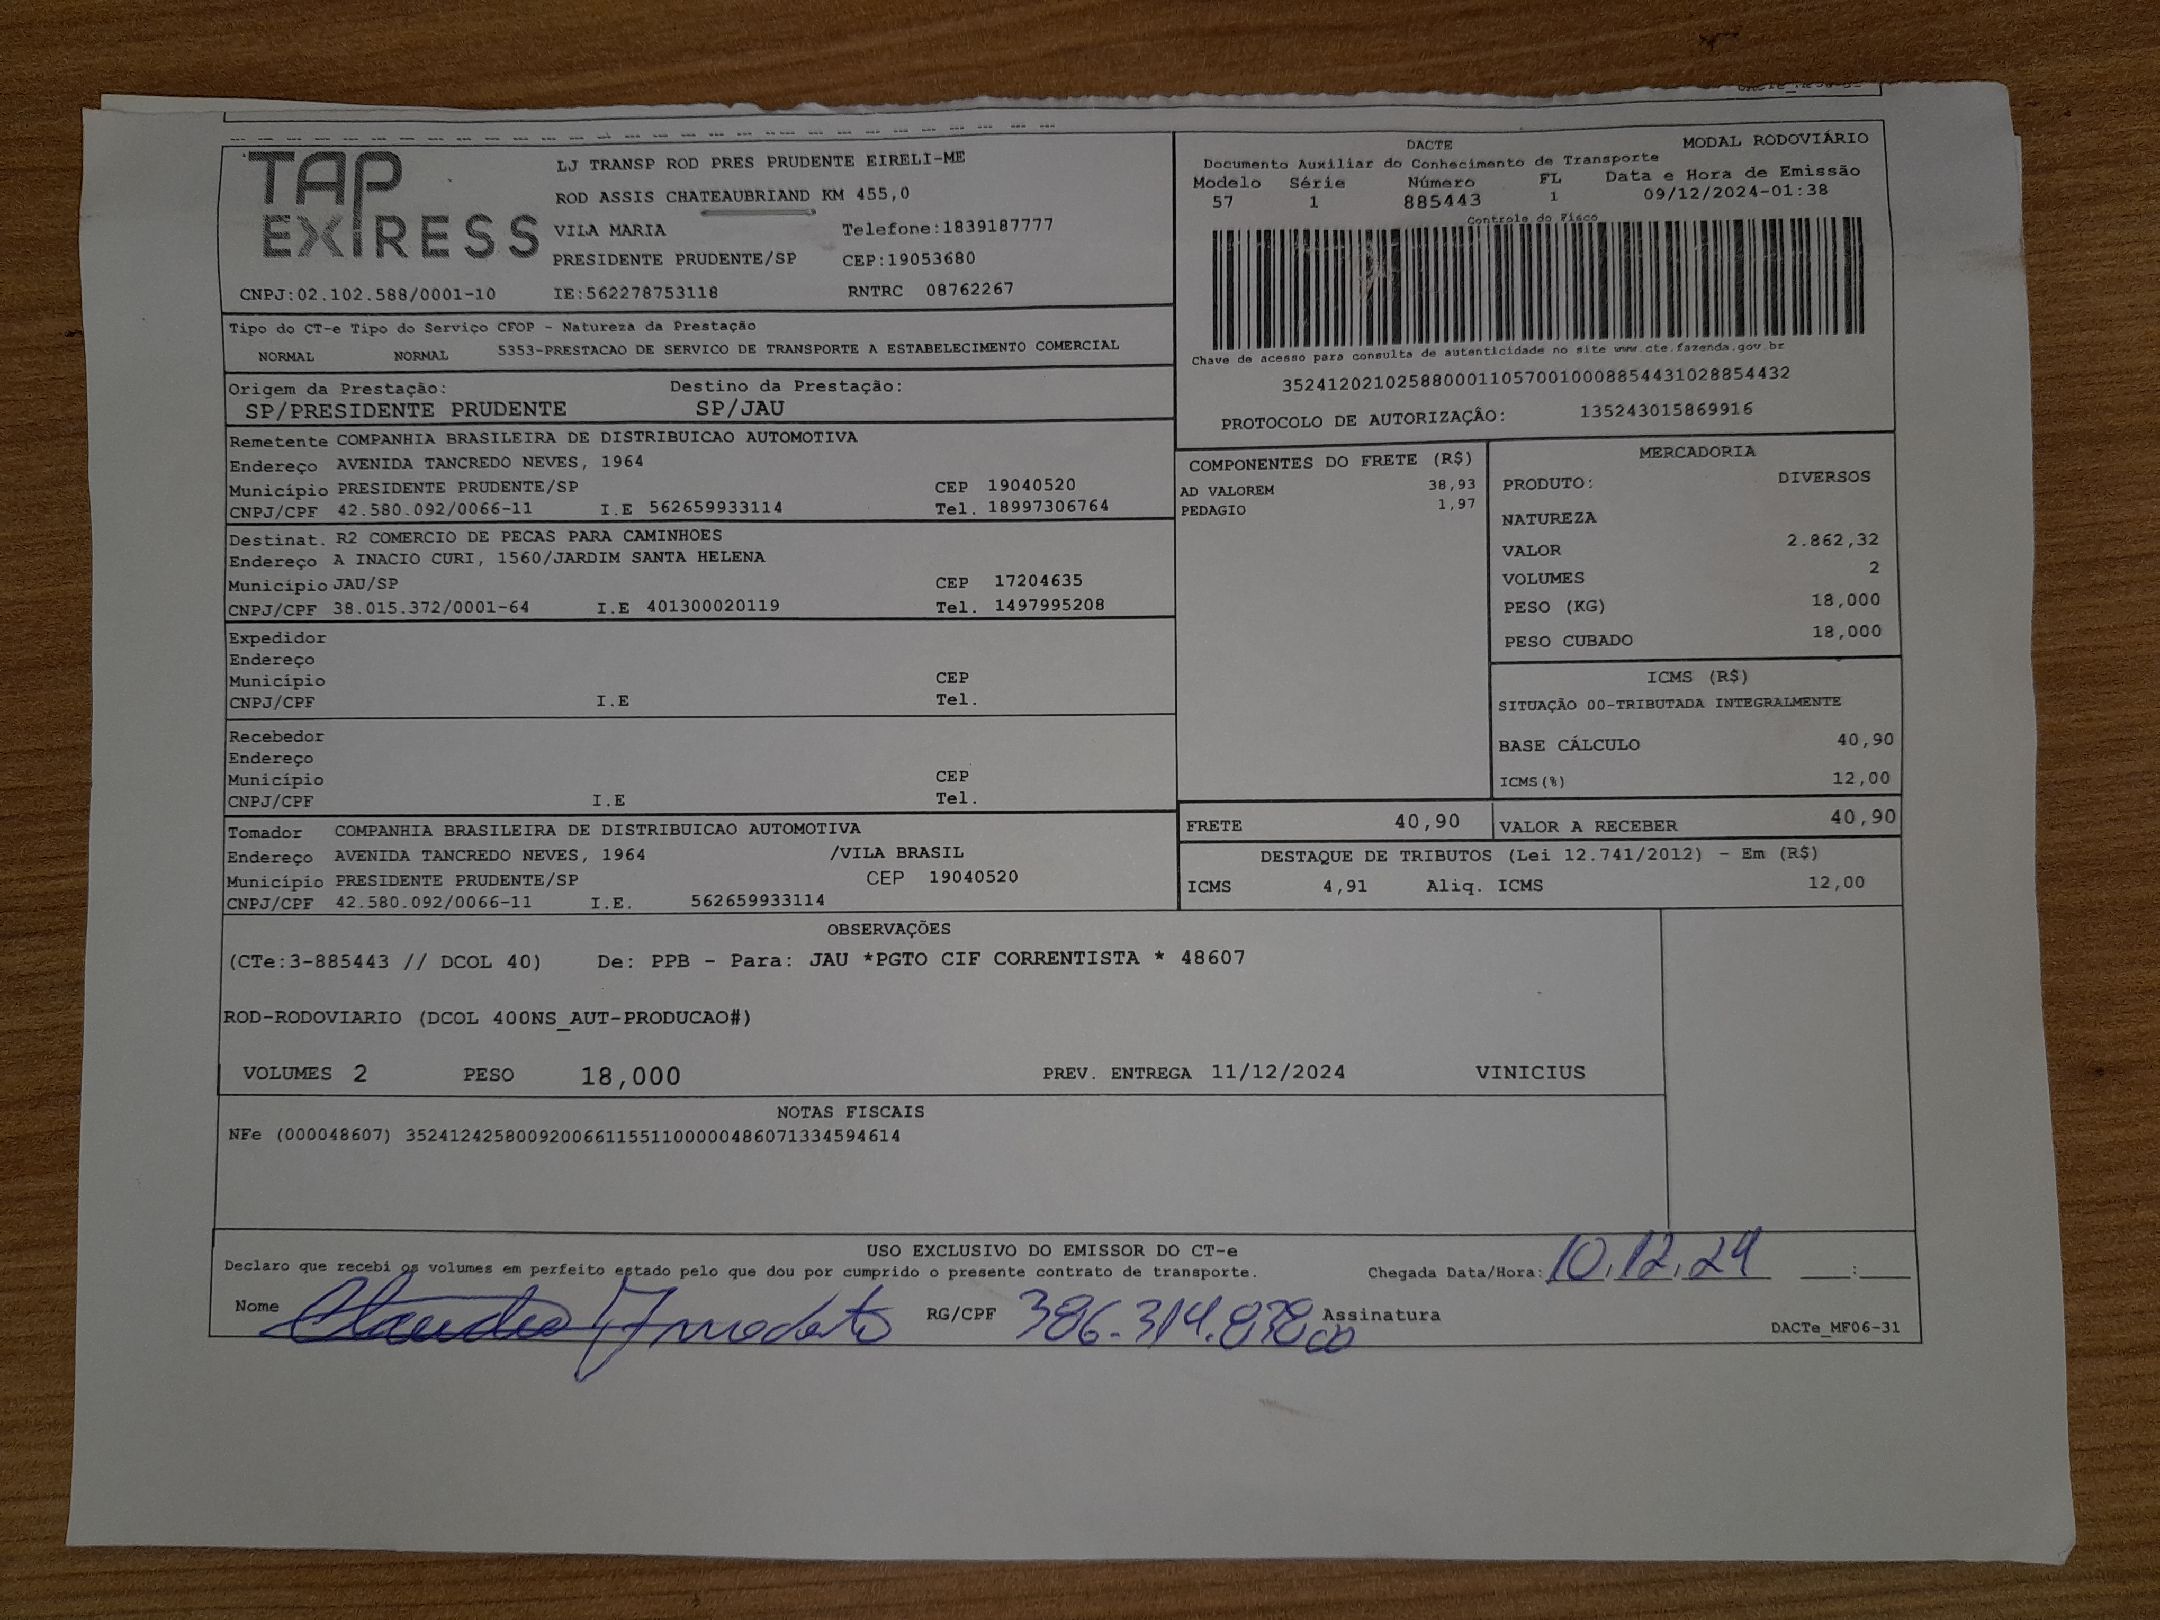 TAP
EXPRESS
LJ TRANSP ROD PRES PRUDENTE EIRELI-ME
ROD ASSIS CHATEAUBRIAND KM 455,0
VILA MARIA Telefone:1839187777
PRESIDENTE PRUDENTE/SP CEP:19053680
CNPJ:02.102.588/0001-10 IE:562278753118 RNTRC 08762267
DACTE MODAL RODOVIÁRIO
Documento Auxiliar do Conhecimento de Transporte
Modelo Série Número FL Data e Hora de Emissão
57 1 885443 1 09/12/2024-01:38
Controle do Fisco
Chave de acesso para consulta de autenticidade no site www.cte.fazenda.gov.br
35241202102588000110570010008854431028854432
PROTOCOLO DE AUTORIZAÇÂO: 135243015869916
Tipo do CT-e Tipo do Serviço CFOP - Natureza da Prestação
NORMAL NORMAL 5353-PRESTACAO DE SERVICO DE TRANSPORTE A ESTABELECIMENTO COMERCIAL
Origem da Prestação: Destino da Prestação:
SP/PRESIDENTE PRUDENTE SP/JAU
Remetente COMPANHIA BRASILEIRA DE DISTRIBUICAO AUTOMOTIVA
Endereço AVENIDA TANCREDO NEVES, 1964
Município PRESIDENTE PRUDENTE/SP CEP 19040520
CNPJ/CPF 42.580.092/0066-11 I.E 562659933114 Tel. 18997306764
Destinat. R2 COMERCIO DE PECAS PARA CAMINHOES
Endereço A INACIO CURI, 1560/JARDIM SANTA HELENA
Município JAU/SP CEP 17204635
CNPJ/CPF 38.015.372/0001-64 I.E 401300020119 Tel. 1497995208
Expedidor
Endereço
Município CEP
CNPJ/CPF I.E Tel.
Recebedor
Endereço
Município CEP
CNPJ/CPF I.E Tel.
Tomador COMPANHIA BRASILEIRA DE DISTRIBUICAO AUTOMOTIVA
Endereço AVENIDA TANCREDO NEVES, 1964 /VILA BRASIL
Município PRESIDENTE PRUDENTE/SP CEP 19040520
CNPJ/CPF 42.580.092/0066-11 I.E. 562659933114
COMPONENTES DO FRETE (R$)
AD VALOREM 38,93
PEDAGIO 1,97
MERCADORIA
PRODUTO: DIVERSOS
NATUREZA
VALOR 2.862,32
VOLUMES 2
PESO (KG) 18,000
PESO CUBADO 18,000
ICMS (R$)
SITUAÇÃO 00-TRIBUTADA INTEGRALMENTE
BASE CÁLCULO 40,90
ICMS(%) 12,00
FRETE 40,90 VALOR A RECEBER 40,90
DESTAQUE DE TRIBUTOS (Lei 12.741/2012) - Em (R$)
ICMS 4,91 Aliq. ICMS 12,00
OBSERVAÇÕES
(CTe:3-885443 // DCOL 40) De: PPB - Para: JAU *PGTO CIF CORRENTISTA * 48607
ROD-RODOVIARIO (DCOL 400NS_AUT-PRODUCAO#)
VOLUMES 2 PESO 18,000 PREV. ENTREGA 11/12/2024 VINICIUS
NOTAS FISCAIS
NFe (000048607) 35241242580092006611551100000486071334594614
USO EXCLUSIVO DO EMISSOR DO CT-e
Declaro que recebi os volumes em perfeito estado pelo que dou por cumprido o presente contrato de transporte. Chegada Data/Hora: 10.12.24 __:__
Nome Claudio RG/CPF 386.314.878 00 Assinatura
DACTe_MF06-31